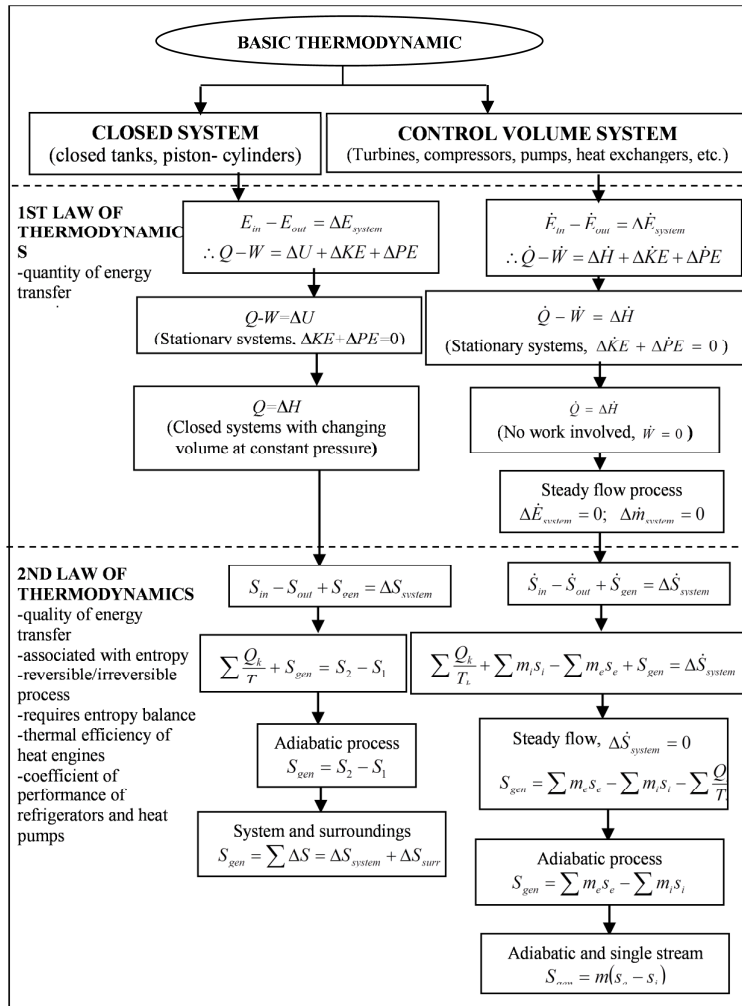 BASIC THERMODYNAMIC
CLOSED SYSTEM
(closed tanks, piston- cylinders)
CONTROL VOLUME SYSTEM
(Turbines, compressors, pumps, heat exchangers, etc.)
1ST LAW OF
THERMODYNAMIC
S
-quantity of energy
transfer
E_in − E_out = ΔE_system
∴ Q − W = ΔU + ΔKE + ΔPE
Q-W=ΔU
(Stationary systems, ΔKE+ΔPE=0)
Q=ΔH
(Closed systems with changing
volume at constant pressure)
Ė_in − Ė_out = ΔĖ_system
∴ Q̇ − Ẇ = ΔḢ + ΔK̇E + ΔṖE
Q̇ − Ẇ = ΔḢ
(Stationary systems, ΔK̇E + ΔṖE = 0 )
Q̇ = ΔḢ
(No work involved, Ẇ = 0 )
Steady flow process
ΔĖ_system = 0; Δṁ_system = 0
2ND LAW OF
THERMODYNAMICS
-quality of energy
transfer
-associated with entropy
-reversible/irreversible
process
-requires entropy balance
-thermal efficiency of
heat engines
-coefficient of
performance of
refrigerators and heat
pumps
S_in − S_out + S_gen = ΔS_system
∑ Q_k/T + S_gen = S_2 − S_1
Adiabatic process
S_gen = S_2 − S_1
System and surroundings
S_gen = ∑ ΔS = ΔS_system + ΔS_surr
Ṡ_in − Ṡ_out + Ṡ_gen = ΔṠ_system
∑ Q_k/T_k + ∑ m_i s_i − ∑ m_e s_e + S_gen = ΔṠ_system
Steady flow, ΔṠ_system = 0
S_gen = ∑ m_e s_e − ∑ m_i s_i − ∑ Q/T
Adiabatic process
S_gen = ∑ m_e s_e − ∑ m_i s_i
Adiabatic and single stream
S_gen = m(s_e − s_i)